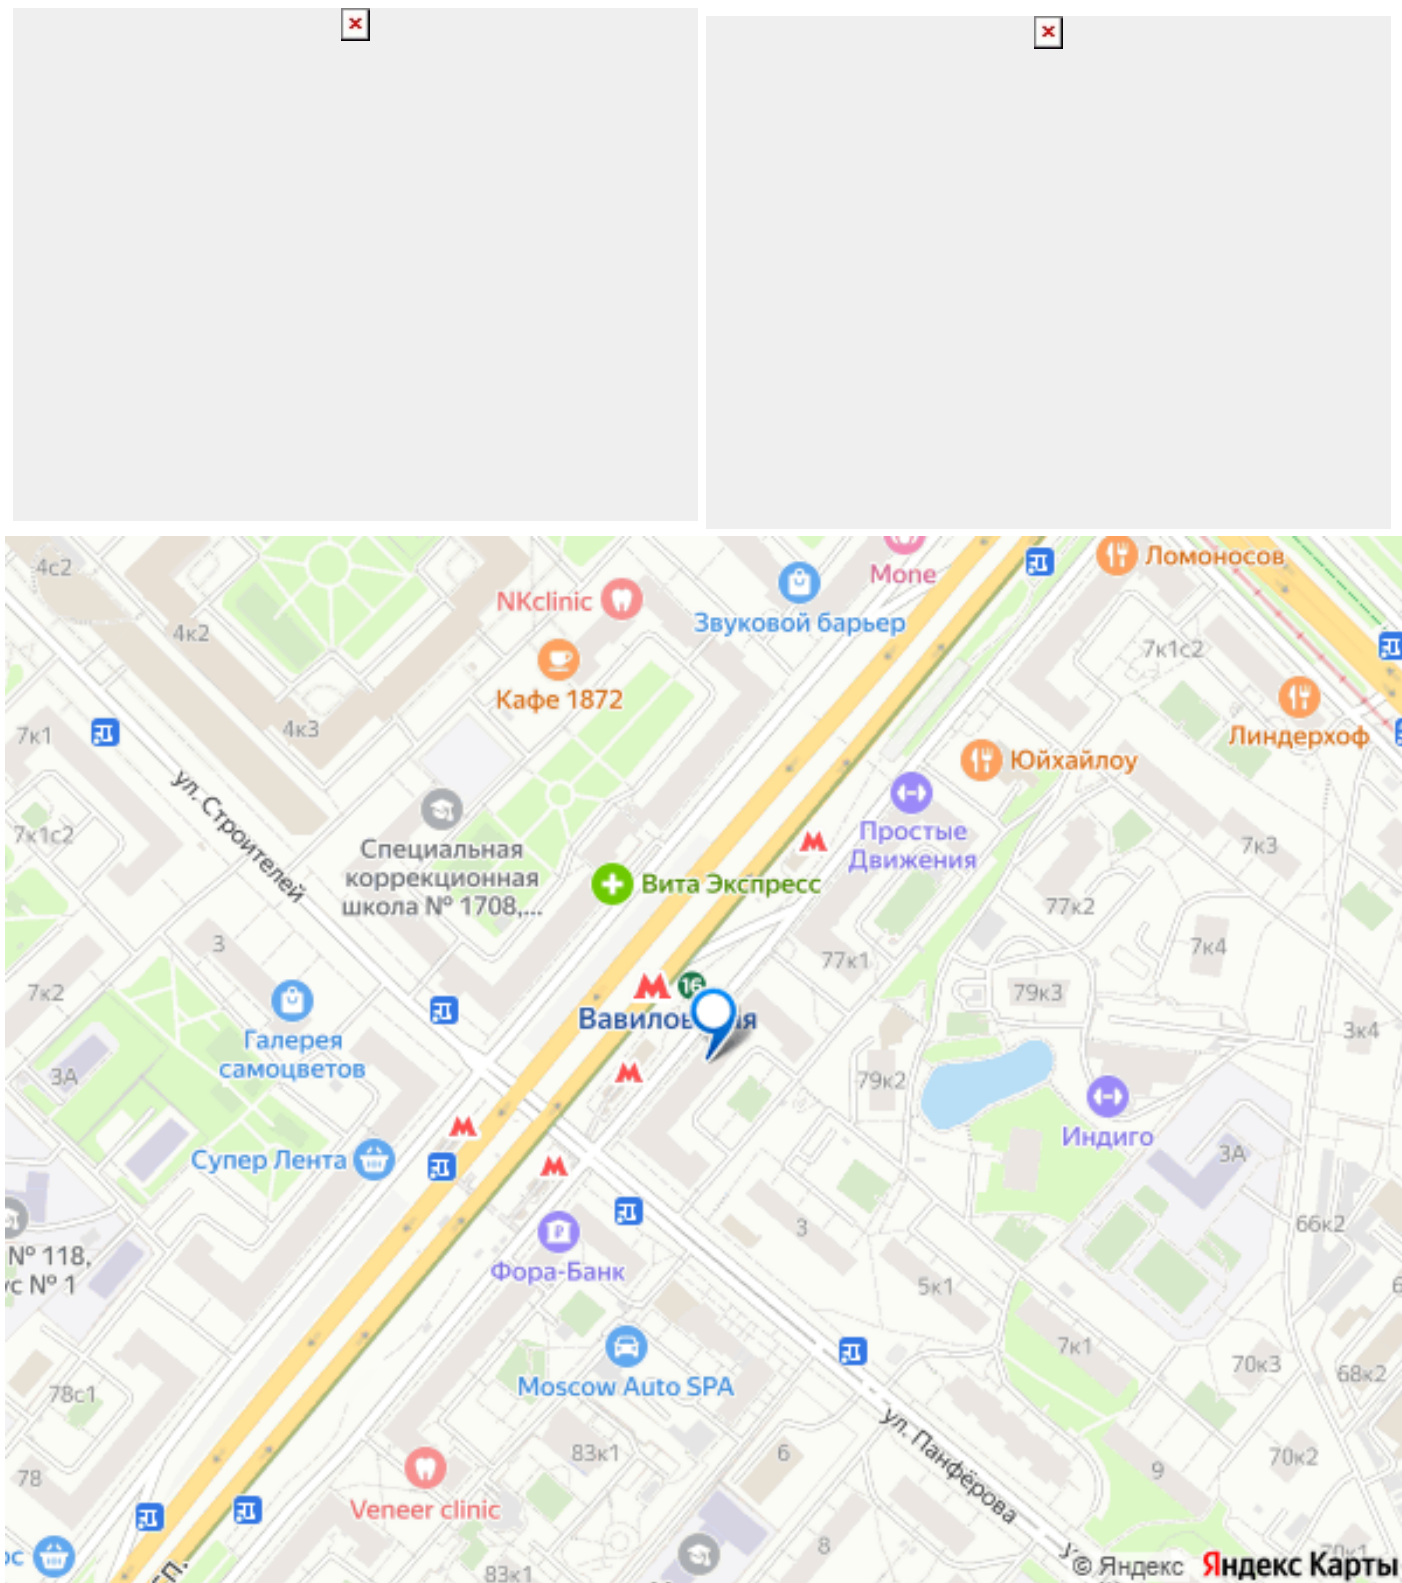 4с2
Mone
Ломоносов
NKclinic
Звуковой барьер
4к2
7к1с2
Кафе 1872
4к3
7к1
Линдерхоф
Юйхайлоу
ул. Строителей
7к1с2
Простые
Движения
7к3
Специальная
коррекционная
школа № 1708,...
Вита Экспресс
77к2
3
7к4
77к1
7к2
16
79к3
Галерея
самоцветов
3к4
3А
79к2
Индиго
Супер Лента
3А
3
66к2
№ 118,
№ 1
Фора-Банк
5к1
7к1
70к3
68к2
78с1
Moscow Auto SPA
ул. Панфёрова
83к1
6
70к2
78
9
Veneer clinic
8
83к1
© Яндекс Яндекс Карты